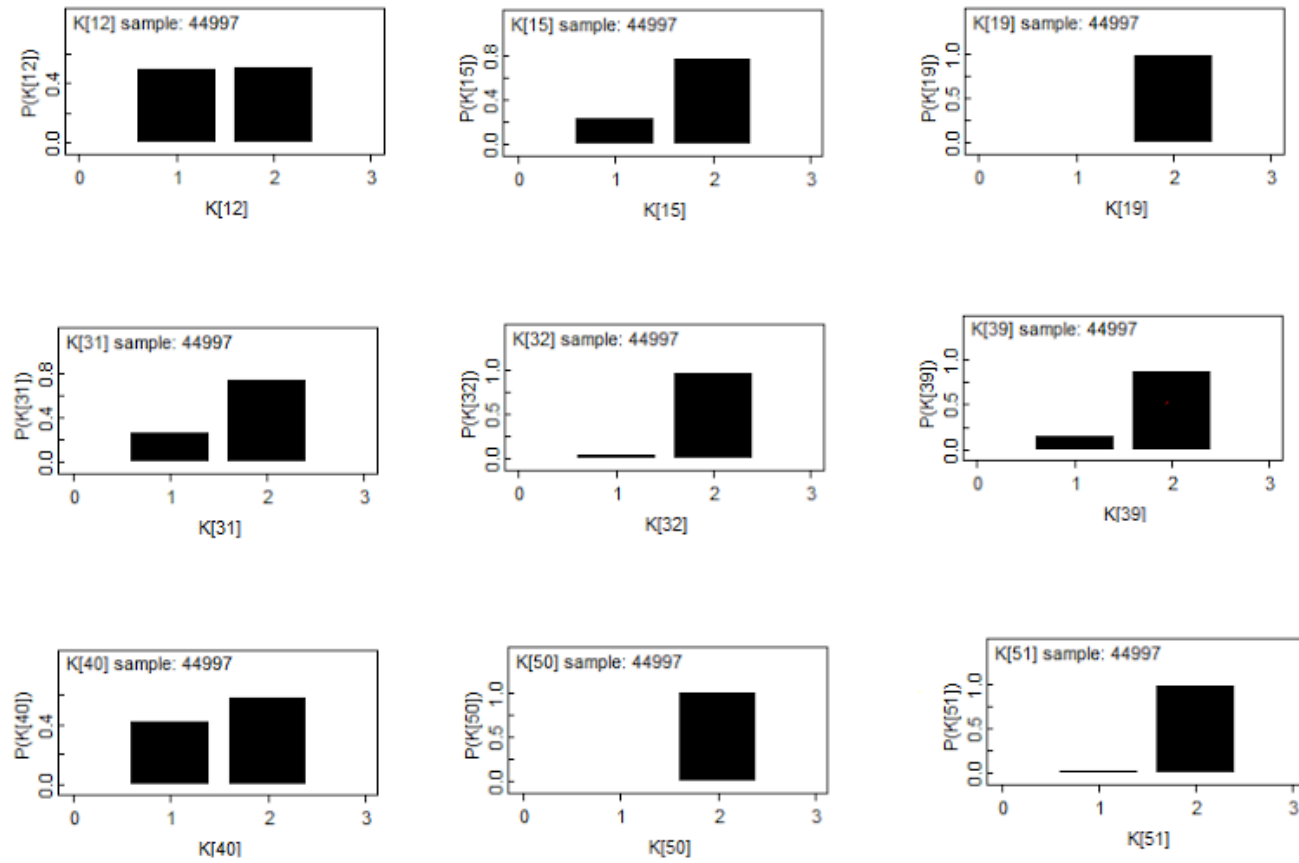 K[12] sample: 44997
P(K[12])
0.0 0.4
0 1 2 3
K[12]
K[15] sample: 44997
P(K[15])
0.0 0.4 0.8
0 1 2 3
K[15]
K[19] sample: 44997
P(K[19])
0.0 0.5 1.0
0 1 2 3
K[19]
K[31] sample: 44997
P(K[31])
0.0 0.4 0.8
0 1 2 3
K[31]
K[32] sample: 44997
P(K[32])
0.0 0.5 1.0
0 1 2 3
K[32]
K[39] sample: 44997
P(K[39])
0.0 0.5 1.0
0 1 2 3
K[39]
K[40] sample: 44997
P(K[40])
0.0 0.4
0 1 2 3
K[40]
K[50] sample: 44997
P(K[50])
0.0 0.5 1.0
0 1 2 3
K[50]
K[51] sample: 44997
P(K[51])
0.0 0.5 1.0
0 1 2 3
K[51]